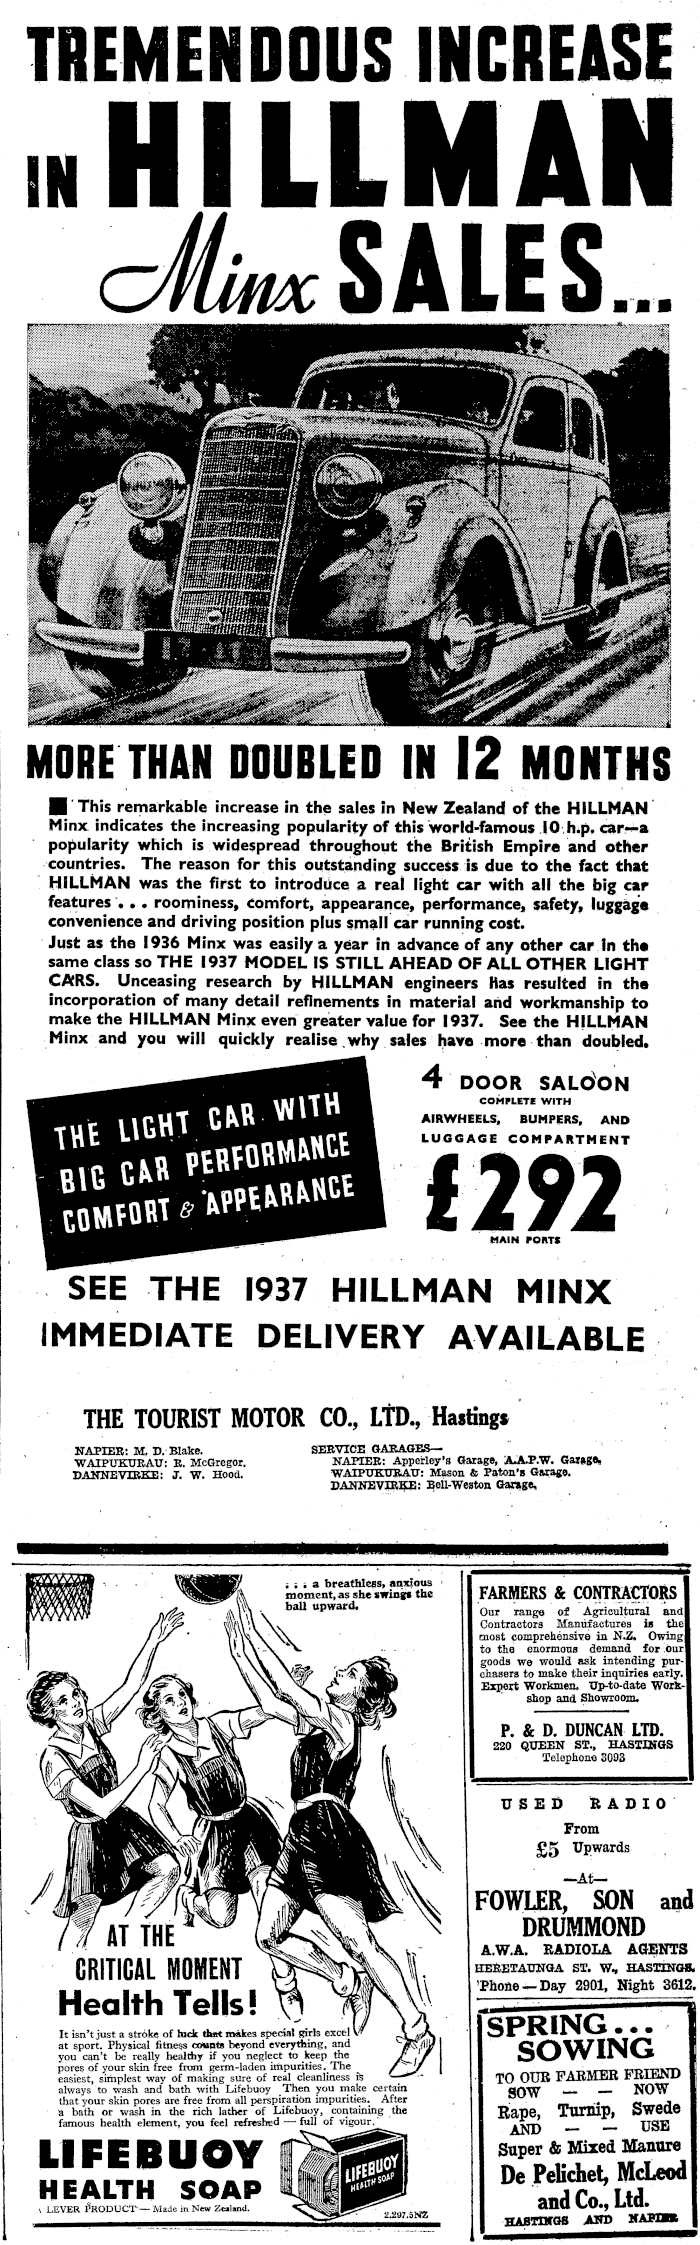 TREMENDOUS INCREASE
IN HILLMAN
Minx SALES...
MORE THAN DOUBLED IN 12 MONTHS
This remarkable increase in the sales in New Zealand of the HILLMAN
Minx indicates the increasing popularity of this world-famous 10 h.p. car—a
popularity which is widespread throughout the British Empire and other
countries. The reason for this outstanding success is due to the fact that
HILLMAN was the first to introduce a real light car with all the big car
features . . . roominess, comfort, appearance, performance, safety, luggage
convenience and driving position plus small car running cost.
Just as the 1936 Minx was easily a year in advance of any other car in the
same class so THE 1937 MODEL IS STILL AHEAD OF ALL OTHER LIGHT
CARS. Unceasing research by HILLMAN engineers has resulted in the
incorporation of many detail refinements in material and workmanship to
make the HILLMAN Minx even greater value for 1937. See the HILLMAN
Minx and you will quickly realise why sales have more than doubled.
THE LIGHT CAR WITH
BIG CAR PERFORMANCE
COMFORT & APPEARANCE
4 DOOR SALOON
COMPLETE WITH
AIRWHEELS, BUMPERS, AND
LUGGAGE COMPARTMENT
£292
MAIN PORTS
SEE THE 1937 HILLMAN MINX
IMMEDIATE DELIVERY AVAILABLE
THE TOURIST MOTOR CO., LTD., Hastings
NAPIER: M. D. Blake.
WAIPUKURAU: R. McGregor.
DANNEVIRKE: J. W. Hood.
SERVICE GARAGES—
NAPIER: Apperley's Garage, A.A.P.W. Garage.
WAIPUKURAU: Mason & Paton's Garage.
DANNEVIRKE: Bell-Weston Garage.
. . . a breathless, anxious
moment, as she swings the
ball upward.
AT THE
CRITICAL MOMENT
Health Tells!
It isn't just a stroke of luck that makes special girls excel
at sport. Physical fitness counts beyond everything, and
you can't be really healthy if you neglect to keep the
pores of your skin free from germ-laden impurities. The
easiest, simplest way of making sure of real cleanliness is
always to wash and bath with Lifebuoy Then you make certain
that your skin pores are free from all perspiration impurities. After
a bath or wash in the rich lather of Lifebuoy, containing the
famous health element, you feel refreshed — full of vigour.
LIFEBUOY
HEALTH SOAP
LIFEBUOY
HEALTH SOAP
A LEVER PRODUCT — Made in New Zealand.
2.297.5NZ
FARMERS & CONTRACTORS
Our range of Agricultural and
Contractors Manufactures is the
most comprehensive in N.Z. Owing
to the enormous demand for our
goods we would ask intending pur-
chasers to make their inquiries early.
Expert Workmen. Up-to-date Work-
shop and Showroom.
P. & D. DUNCAN LTD.
220 QUEEN ST., HASTINGS
Telephone 3093
USED RADIO
From
£5 Upwards
—At—
FOWLER, SON and
DRUMMOND
A.W.A. RADIOLA AGENTS
HERETAUNGA ST. W., HASTINGS.
'Phone — Day 2901, Night 3612.
SPRING...
SOWING
TO OUR FARMER FRIEND
SOW — — NOW
Rape, Turnip, Swede
AND — — USE
Super & Mixed Manure
De Pelichet, McLeod
and Co., Ltd.
HASTINGS AND NAPIER